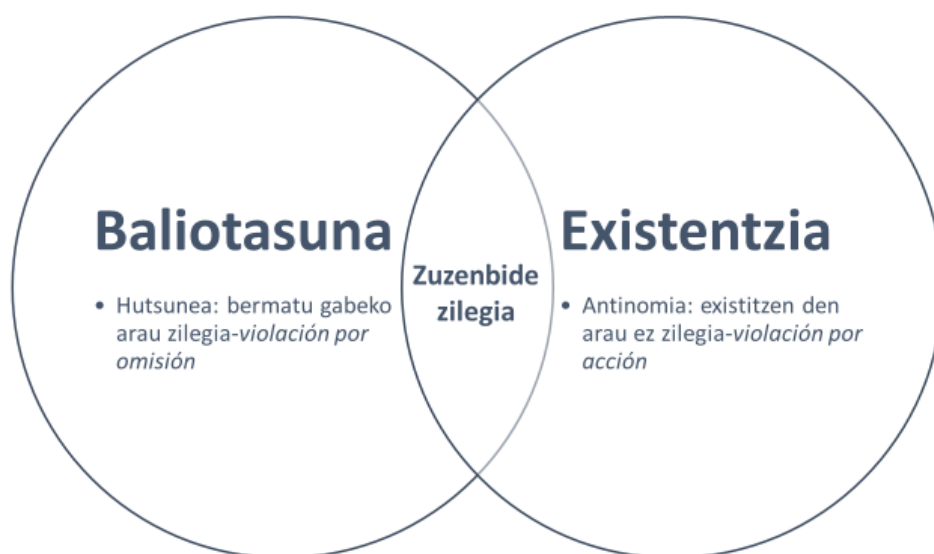 Baliotasuna
• Hutsunea: bermatu gabeko
arau zilegia-violación por
omisión
Zuzenbide
zilegia
Existentzia
• Antinomia: existitzen den
arau ez zilegia-violación por
acción